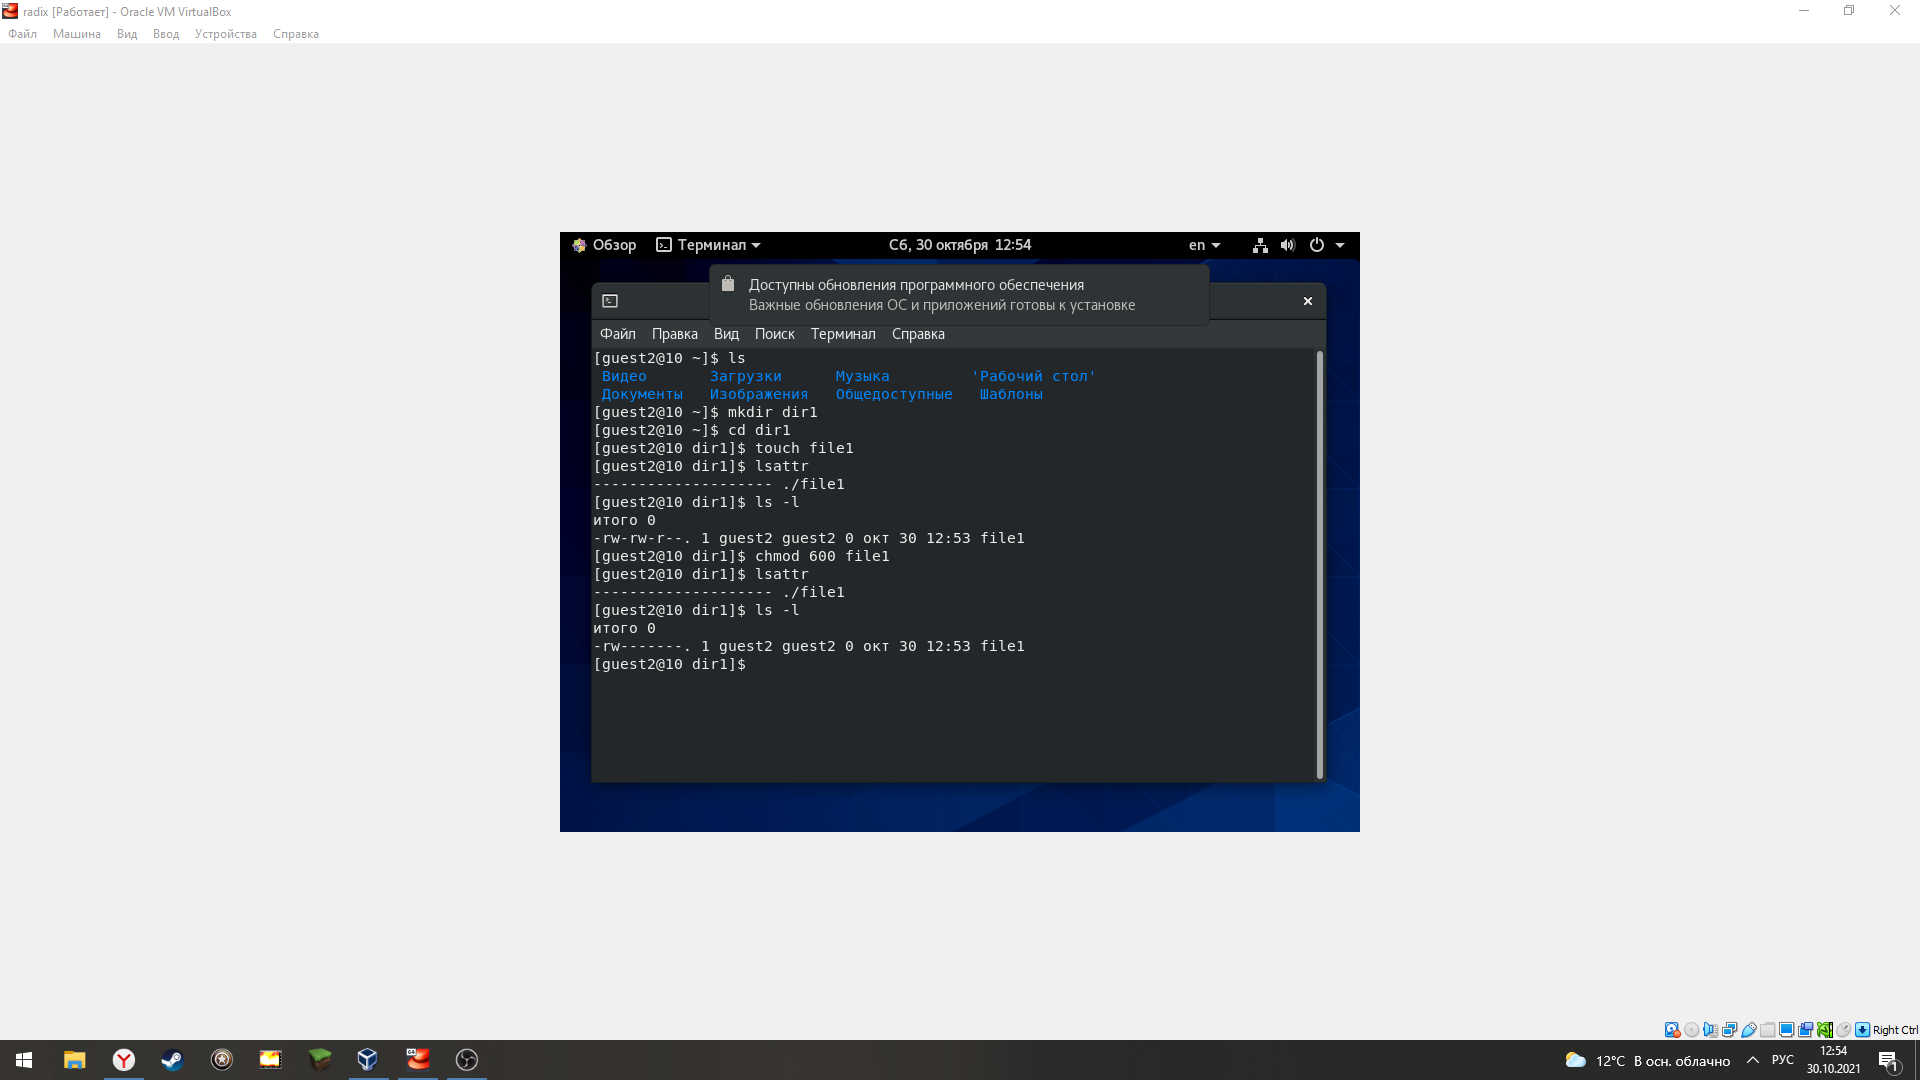 radix [Работает] - Oracle VM VirtualBox
Файл Машина Вид Ввод Устройства Справка
Обзор Терминал Сб, 30 октября 12:54 en
Доступны обновления программного обеспечения
Важные обновления ОС и приложений готовы к установке
Файл Правка Вид Поиск Терминал Справка
[guest2@10 ~]$ ls
Видео Загрузки Музыка 'Рабочий стол'
Документы Изображения Общедоступные Шаблоны
[guest2@10 ~]$ mkdir dir1
[guest2@10 ~]$ cd dir1
[guest2@10 dir1]$ touch file1
[guest2@10 dir1]$ lsattr
-------------------- ./file1
[guest2@10 dir1]$ ls -l
итого 0
-rw-rw-r--. 1 guest2 guest2 0 окт 30 12:53 file1
[guest2@10 dir1]$ chmod 600 file1
[guest2@10 dir1]$ lsattr
-------------------- ./file1
[guest2@10 dir1]$ ls -l
итого 0
-rw-------. 1 guest2 guest2 0 окт 30 12:53 file1
[guest2@10 dir1]$
Right Ctrl
12°C В осн. облачно РУС 12:54
30.10.2021
1